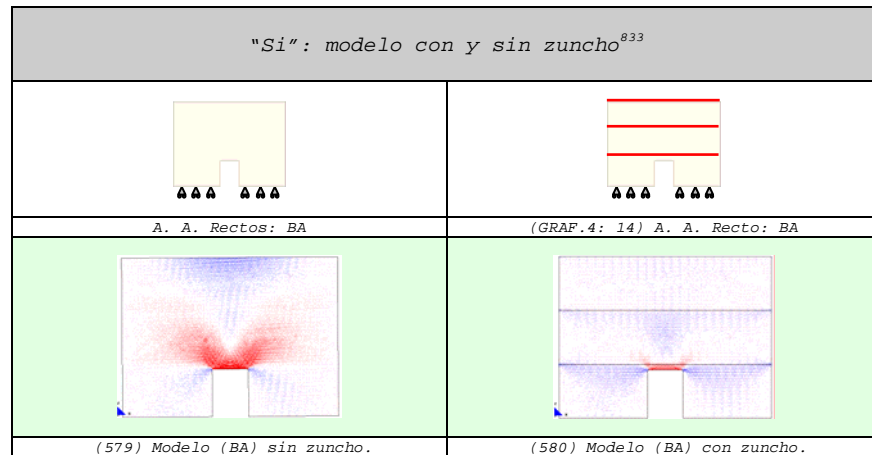 "Si": modelo con y sin zuncho833
A. A. Rectos: BA
(GRAF.4: 14) A. A. Recto: BA
(579) Modelo (BA) sin zuncho.
(580) Modelo (BA) con zuncho.